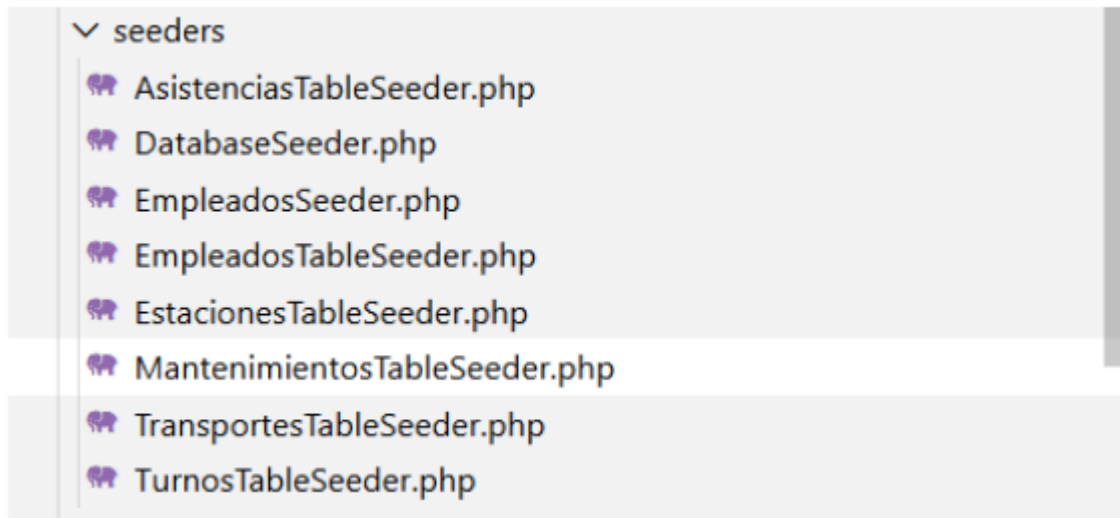 seeders
AsistenciasTableSeeder.php
DatabaseSeeder.php
EmpleadosSeeder.php
EmpleadosTableSeeder.php
EstacionesTableSeeder.php
MantenimientosTableSeeder.php
TransportesTableSeeder.php
TurnosTableSeeder.php